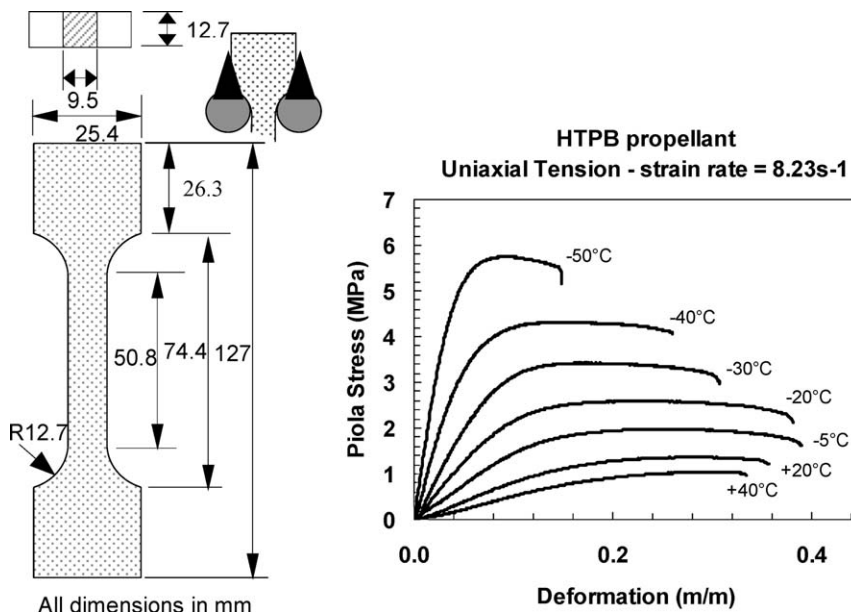 12.7
9.5
25.4
26.3
50.8
74.4
127
R12.7
All dimensions in mm
HTPB propellant
Uniaxial Tension - strain rate = 8.23s-1
Piola Stress (MPa)
7
6
5
4
3
2
1
0
-50°C
-40°C
-30°C
-20°C
-5°C
+20°C
+40°C
0.0
0.2
0.4
Deformation (m/m)